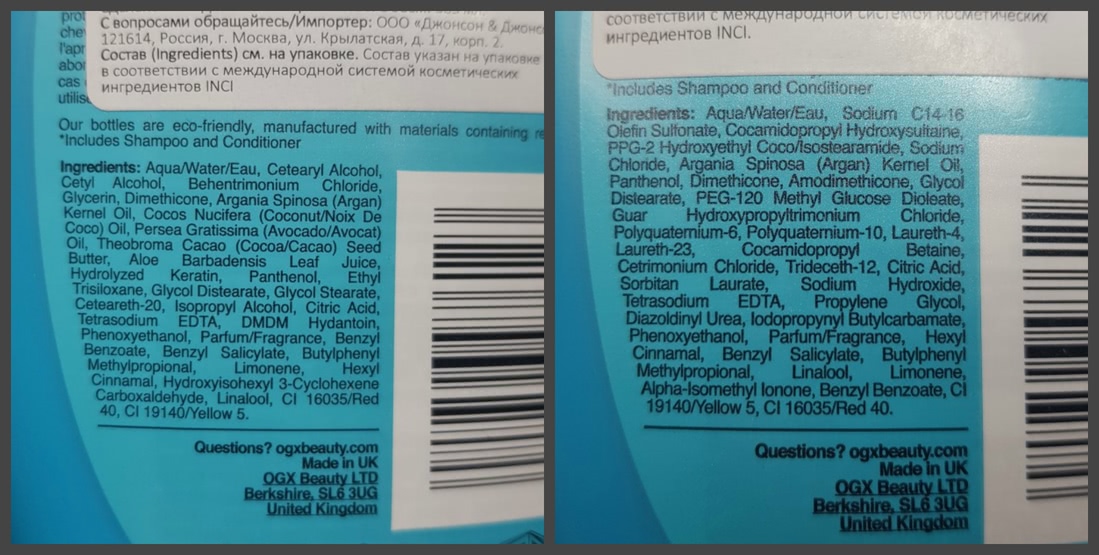 С вопросами обращайтесь/Импортер: ООО «Джонсон & Джонс
121614, Россия, г. Москва, ул. Крылатская, д. 17, корп. 2.
Состав (Ingredients) см. на упаковке. Состав указан на упаковке
в соответствии с международной системой косметических
ингредиентов INCI
Our bottles are eco-friendly, manufactured with materials containing re
*Includes Shampoo and Conditioner
Ingredients: Aqua/Water/Eau, Cetearyl Alcohol,
Cetyl Alcohol, Behentrimonium Chloride,
Glycerin, Dimethicone, Argania Spinosa (Argan)
Kernel Oil, Cocos Nucifera (Coconut/Noix De
Coco) Oil, Persea Gratissima (Avocado/Avocat)
Oil, Theobroma Cacao (Cocoa/Cacao) Seed
Butter, Aloe Barbadensis Leaf Juice,
Hydrolyzed Keratin, Panthenol, Ethyl
Trisiloxane, Glycol Distearate, Glycol Stearate,
Ceteareth-20, Isopropyl Alcohol, Citric Acid,
Tetrasodium EDTA, DMDM Hydantoin,
Phenoxyethanol, Parfum/Fragrance, Benzyl
Benzoate, Benzyl Salicylate, Butylphenyl
Methylpropional, Limonene, Hexyl
Cinnamal, Hydroxyisohexyl 3-Cyclohexene
Carboxaldehyde, Linalool, CI 16035/Red
40, CI 19140/Yellow 5.
Questions? ogxbeauty.com
Made in UK
OGX Beauty LTD
Berkshire, SL6 3UG
United Kingdom
соответствии с международной системой косметических
ингредиентов INCI.
*Includes Shampoo and Conditioner
Ingredients: Aqua/Water/Eau, Sodium C14-16
Olefin Sulfonate, Cocamidopropyl Hydroxysultaine,
PPG-2 Hydroxyethyl Coco/Isostearamide, Sodium
Chloride, Argania Spinosa (Argan) Kernel Oil,
Panthenol, Dimethicone, Amodimethicone, Glycol
Distearate, PEG-120 Methyl Glucose Dioleate,
Guar Hydroxypropyltrimonium Chloride,
Polyquaternium-6, Polyquaternium-10, Laureth-4,
Laureth-23, Cocamidopropyl Betaine,
Cetrimonium Chloride, Trideceth-12, Citric Acid,
Sorbitan Laurate, Sodium Hydroxide,
Tetrasodium EDTA, Propylene Glycol,
Diazoldinyl Urea, Iodopropynyl Butylcarbamate,
Phenoxyethanol, Parfum/Fragrance, Hexyl
Cinnamal, Benzyl Salicylate, Butylphenyl
Methylpropional, Linalool, Limonene,
Alpha-Isomethyl Ionone, Benzyl Benzoate, CI
19140/Yellow 5, CI 16035/Red 40.
Questions? ogxbeauty.com
Made in UK
OGX Beauty LTD
Berkshire, SL6 3UG
United Kingdom